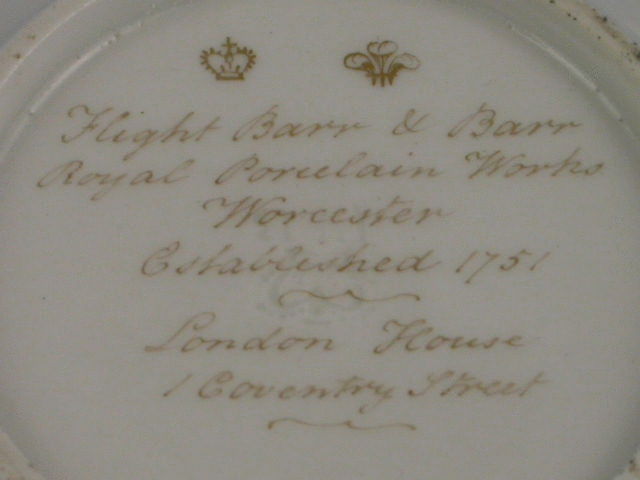 Flight Barr & Barr
Royal Porcelain Works
Worcester
Established 1751
London House
1 Coventry Street